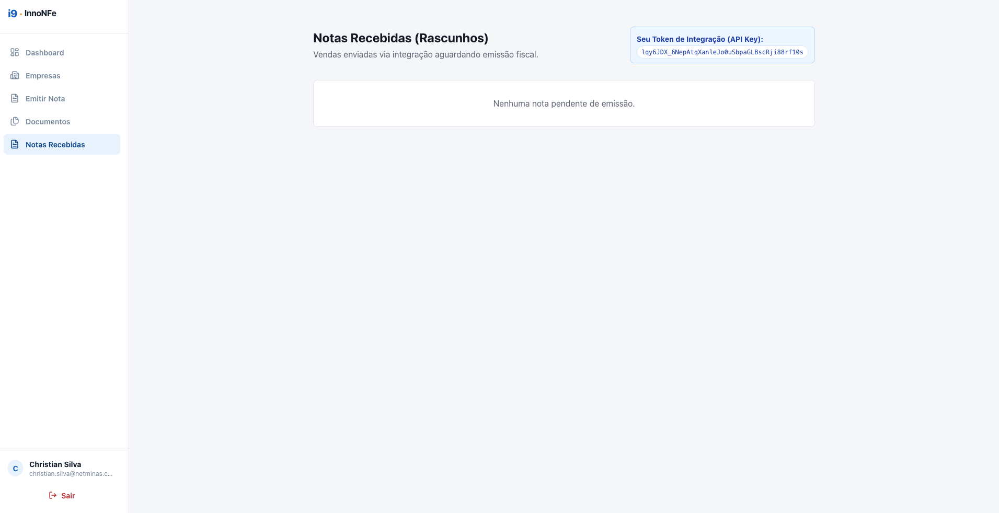 i9 · InnoNFe
Dashboard
Empresas
Emitir Nota
Documentos
Notas Recebidas
Christian Silva
christian.silva@netminas.c...
Sair
Notas Recebidas (Rascunhos)
Vendas enviadas via integração aguardando emissão fiscal.
Seu Token de Integração (API Key):
lqy6JDX_6NepAtqXanleJo0uSbpaGLBscRji88rf10s
Nenhuma nota pendente de emissão.
C